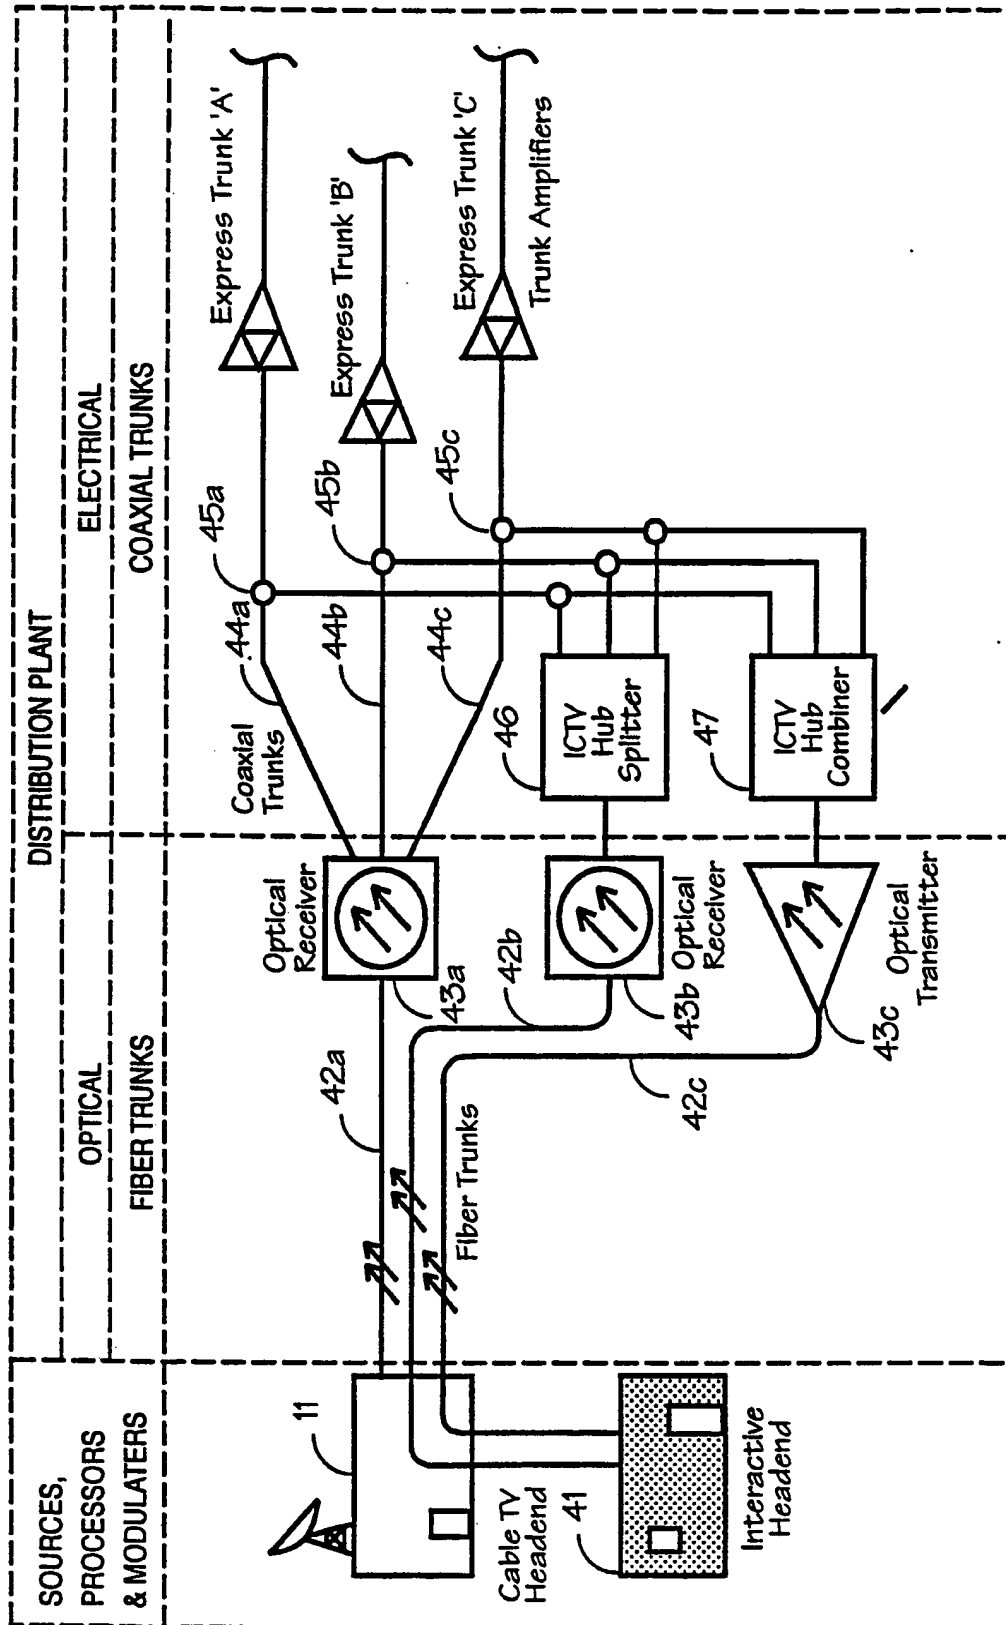 DISTRIBUTION PLANT
SOURCES,
PROCESSORS
& MODULATERS
OPTICAL
ELECTRICAL
FIBER TRUNKS
COAXIAL TRUNKS
11
Cable TV
Headend
41
Interactive
Headend
42a
Fiber Trunks
42b
42c
Optical
Receiver
43a
Optical
Receiver
43b
Optical
Transmitter
43c
Coaxial
Trunks
44a
44b
44c
45a
45b
45c
46
ICTV
Hub
Splitter
47
ICTV
Hub
Combiner
Express Trunk 'A'
Express Trunk 'B'
Express Trunk 'C'
Trunk Amplifiers